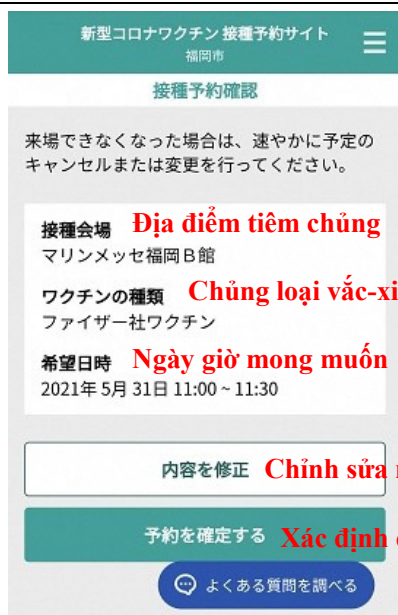 新型コロナワクチン 接種予約サイト
福岡市
接種予約確認
来場できなくなった場合は、速やかに予定の
キャンセルまたは変更を行ってください。
接種会場 Địa điểm tiêm chủng
マリンメッセ福岡B館
ワクチンの種類 Chủng loại
ファイザー社ワクチン
希望日時 Ngày giờ mong muốn
2021年 5月 31日 11:00 ~ 11:30
内容を修正 Chỉnh sửa
予約を確定する Xác định
よくある質問を調べる